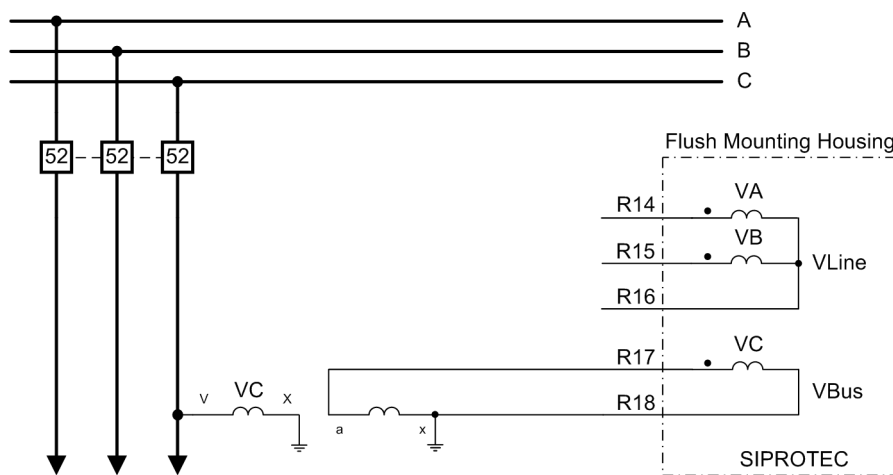 A
B
C
52 52 52
Flush Mounting Housing
R14 VA
R15 VB
VLine
R16
R17 VC
V VC X
VBus
a x R18
SIPROTEC